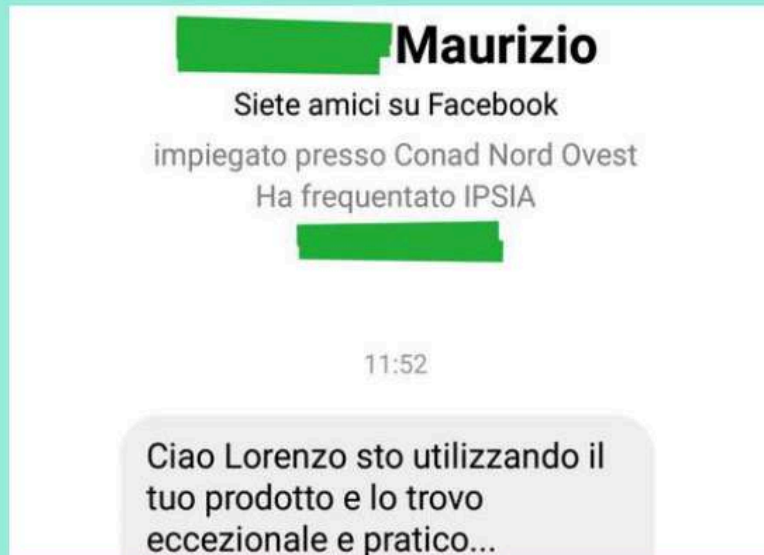 Maurizio
Siete amici su Facebook
impiegato presso Conad Nord Ovest
Ha frequentato IPSIA
11:52
Ciao Lorenzo sto utilizzando il
tuo prodotto e lo trovo
eccezionale e pratico...